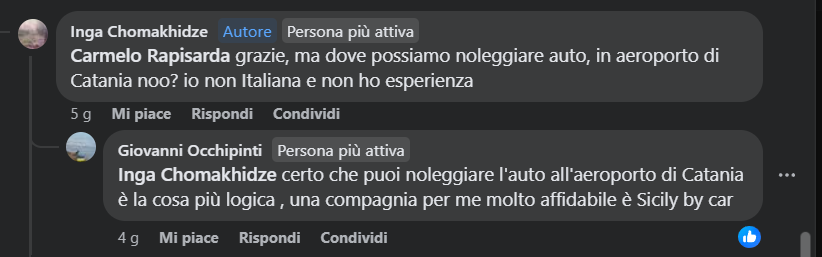 Inga Chomakhidze Autore Persona più attiva
Carmelo Rapisarda grazie, ma dove possiamo noleggiare auto, in aeroporto di
Catania noo? io non Italiana e non ho esperienza
5 g Mi piace Rispondi Condividi
Giovanni Occhipinti Persona più attiva
Inga Chomakhidze certo che puoi noleggiare l'auto all'aeroporto di Catania
è la cosa più logica , una compagnia per me molto affidabile è Sicily by car
4 g Mi piace Rispondi Condividi